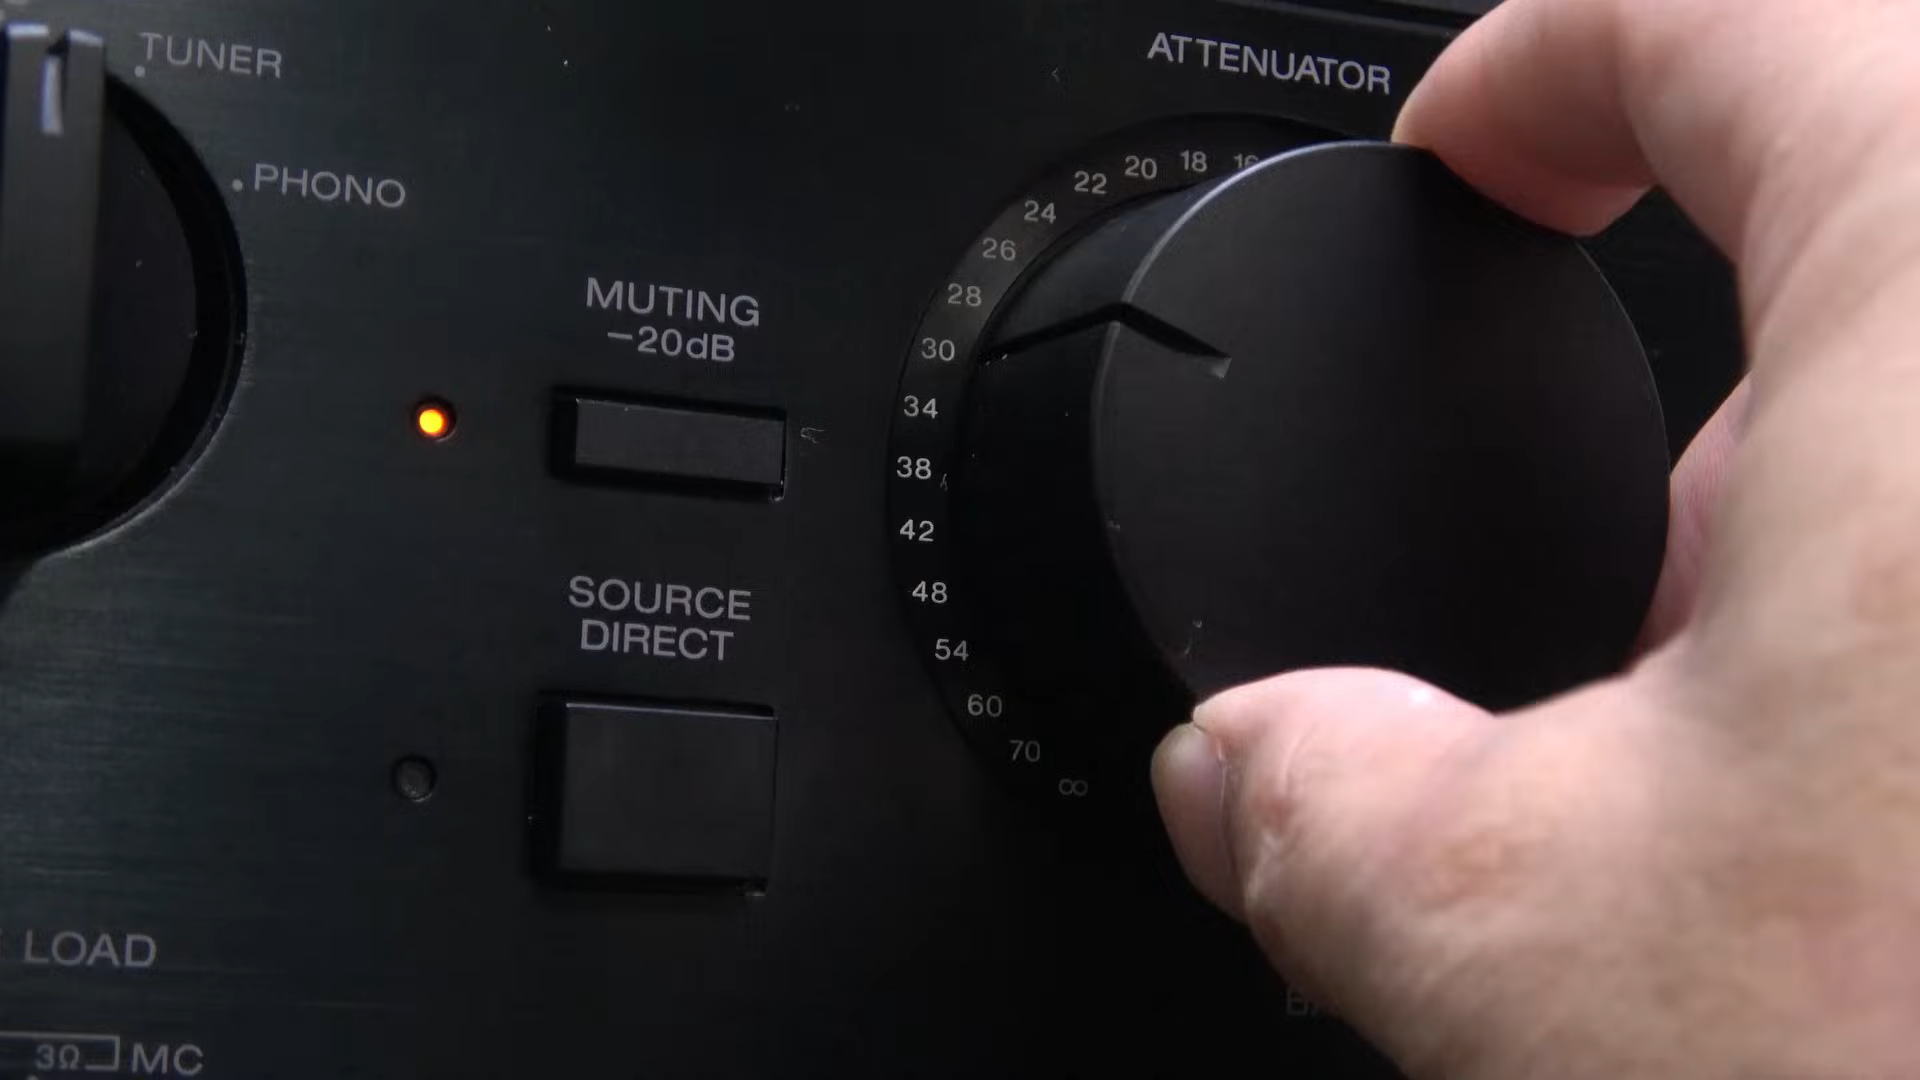 TUNER
PHONO
ATTENUATOR
18
20
22
24
26
28
30
34
38
42
48
54
60
70
∞
MUTING
−20dB
SOURCE
DIRECT
LOAD
3Ω
MC